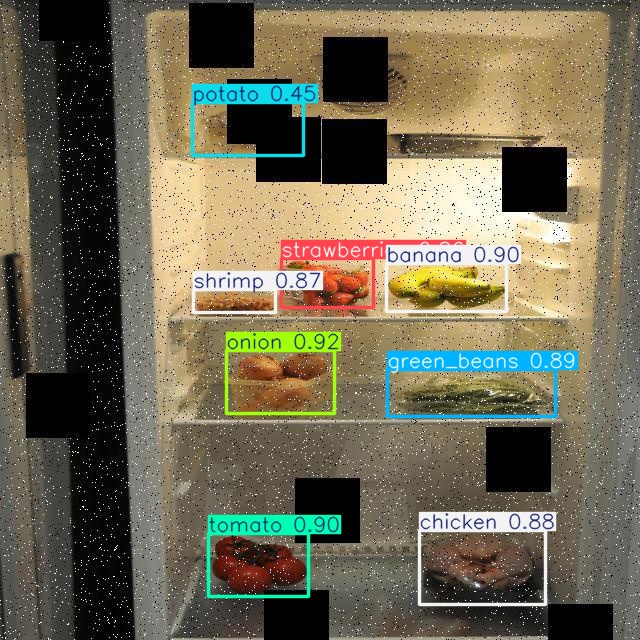 potato 0.45
strawberri
banana 0.90
shrimp 0.87
onion 0.92
green_beans 0.89
tomato 0.90
chicken 0.88